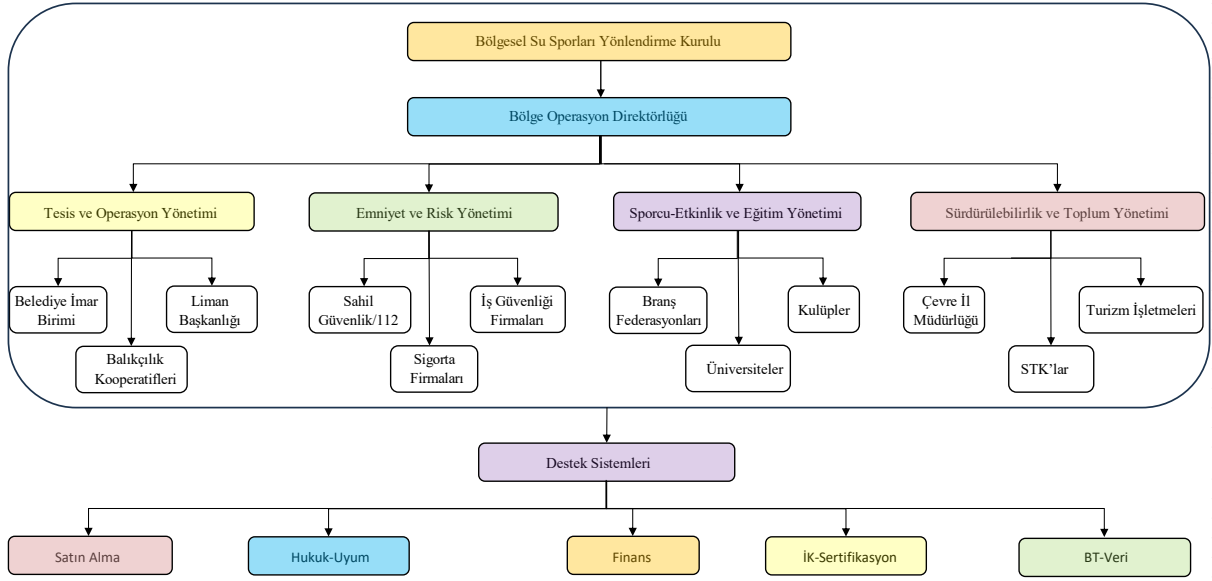 Bölgesel Su Sporları Yönlendirme Kurulu
Bölge Operasyon Direktörlüğü
Tesis ve Operasyon Yönetimi
Emniyet ve Risk Yönetimi
Sporcu-Etkinlik ve Eğitim Yönetimi
Sürdürülebilirlik ve Toplum Yönetimi
Belediye İmar
Birimi
Liman
Başkanlığı
Balıkçılık
Kooperatifleri
Sahil
Güvenlik/112
İş Güvenliği
Firmaları
Sigorta
Firmaları
Branş
Federasyonları
Kulüpler
Üniversiteler
Çevre İl
Müdürlüğü
Turizm İşletmeleri
STK’lar
Destek Sistemleri
Satın Alma
Hukuk-Uyum
Finans
İK-Sertifikasyon
BT-Veri